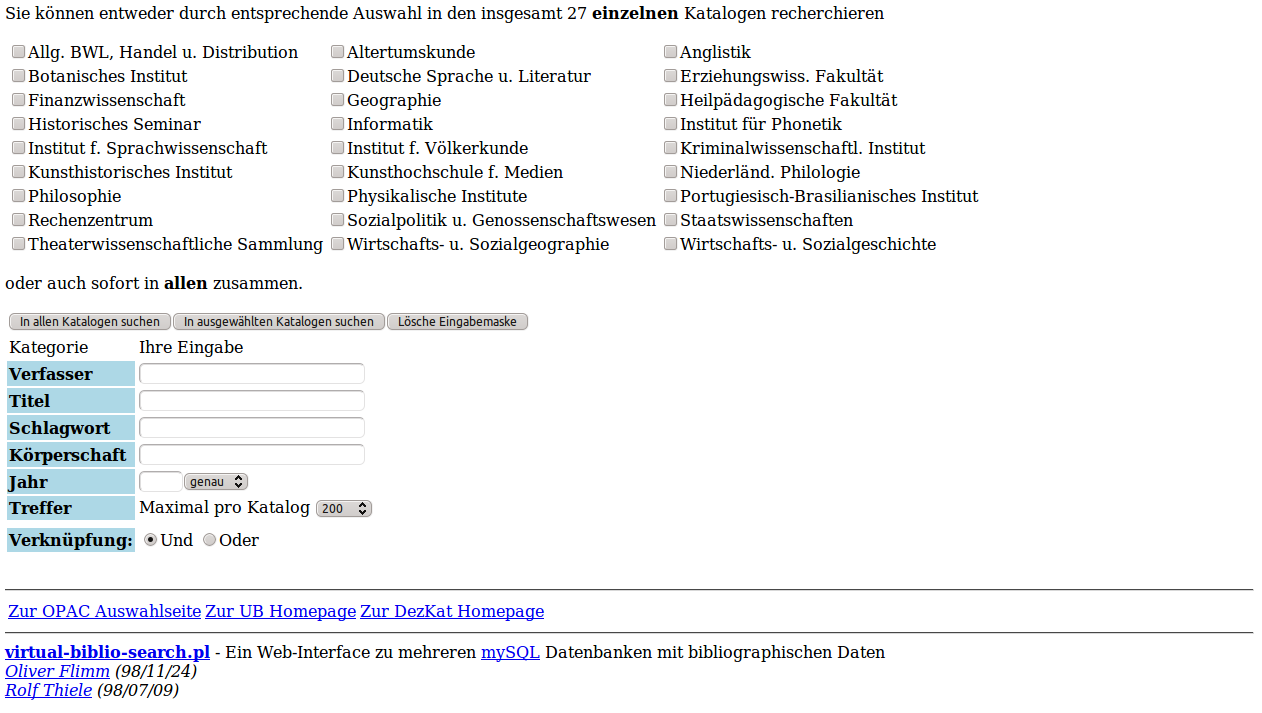 Sie können entweder durch entsprechende Auswahl in den insgesamt 27 einzelnen Katalogen recherchieren
Allg. BWL, Handel u. Distribution Altertumskunde Anglistik
Botanisches Institut Deutsche Sprache u. Literatur Erziehungswiss. Fakultät
Finanzwissenschaft Geographie Heilpädagogische Fakultät
Historisches Seminar Informatik Institut für Phonetik
Institut f. Sprachwissenschaft Institut f. Völkerkunde Kriminalwissenschaftl. Institut
Kunsthistorisches Institut Kunsthochschule f. Medien Niederländ. Philologie
Philosophie Physikalische Institute Portugiesisch-Brasilianisches Institut
Rechenzentrum Sozialpolitik u. Genossenschaftswesen Staatswissenschaften
Theaterwissenschaftliche Sammlung Wirtschafts- u. Sozialgeographie Wirtschafts- u. Sozialgeschichte
oder auch sofort in allen zusammen.
In allen Katalogen suchen In ausgewählten Katalogen suchen Lösche Eingabemaske
Kategorie Ihre Eingabe
Verfasser
Titel
Schlagwort
Körperschaft
Jahr genau
Treffer Maximal pro Katalog 200
Verknüpfung: Und Oder
Zur OPAC Auswahlseite Zur UB Homepage Zur DezKat Homepage
virtual-biblio-search.pl - Ein Web-Interface zu mehreren mySQL Datenbanken mit bibliographischen Daten
Oliver Flimm (98/11/24)
Rolf Thiele (98/07/09)